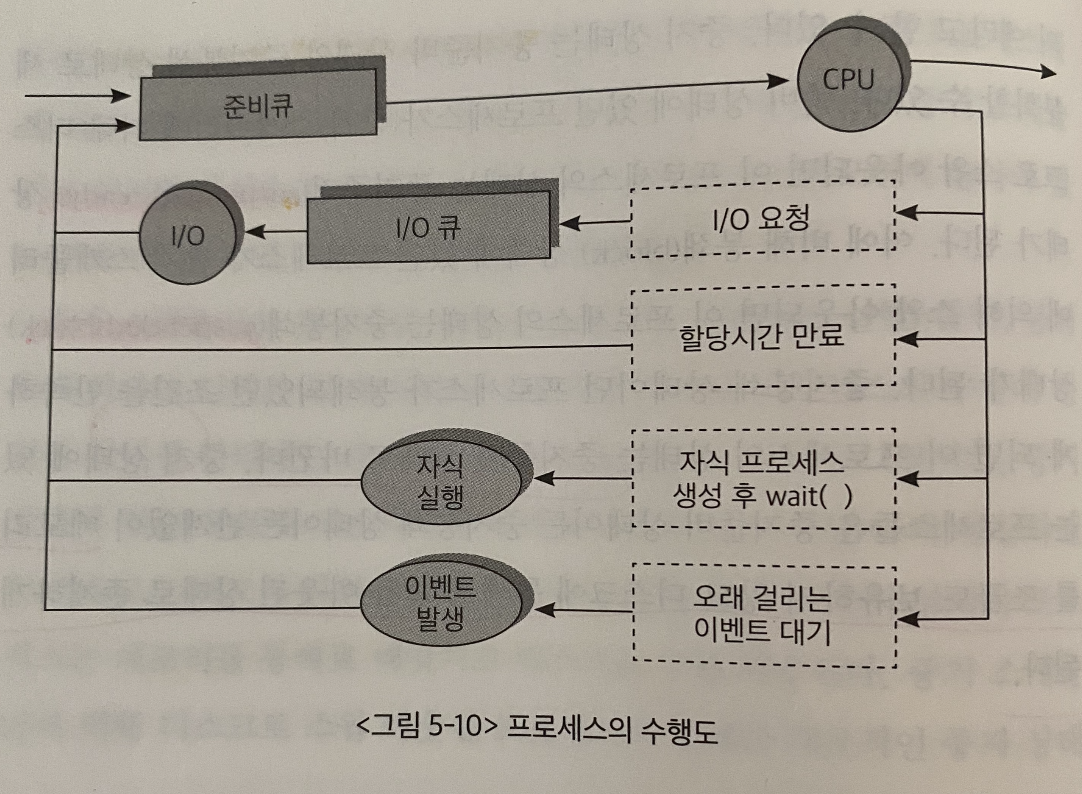 준비큐
CPU
I/O
I/O 큐
I/O 요청
할당시간 만료
자식
실행
자식 프로세스
생성 후 wait( )
이벤트
발생
오래 걸리는
이벤트 대기
<그림 5-10> 프로세스의 수행도